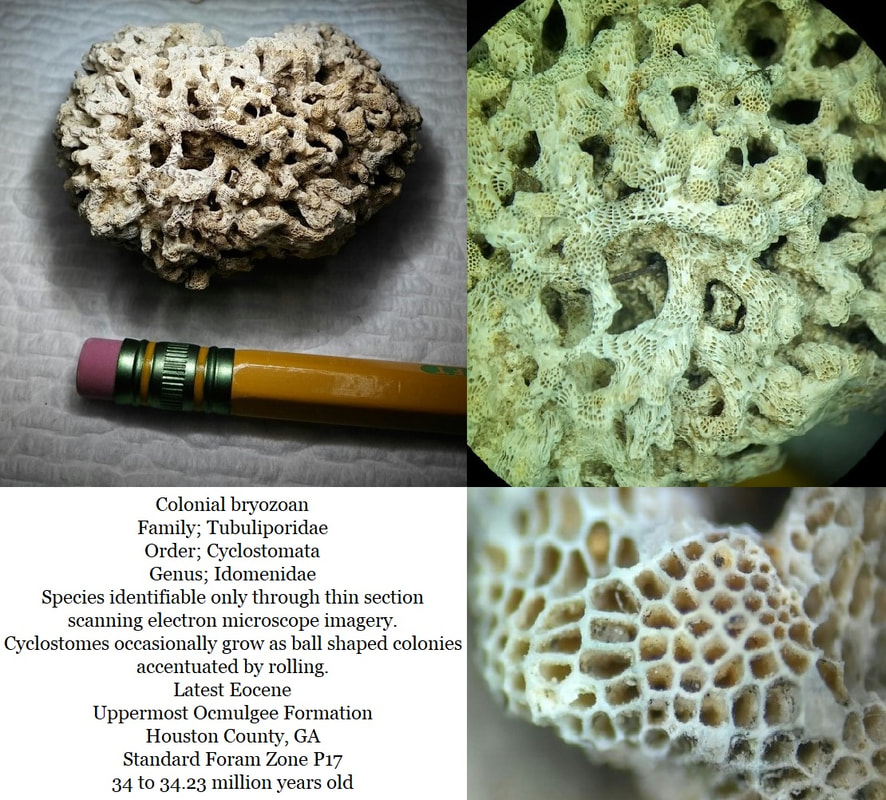 Colonial bryozoan
Family; Tubuliporidae
Order; Cyclostomata
Genus; Idomenidae
Species identifiable only through thin section
scanning electron microscope imagery.
Cyclostomes occasionally grow as ball shaped colonies
accentuated by rolling.
Latest Eocene
Uppermost Ocmulgee Formation
Houston County, GA
Standard Foram Zone P17
34 to 34.23 million years old